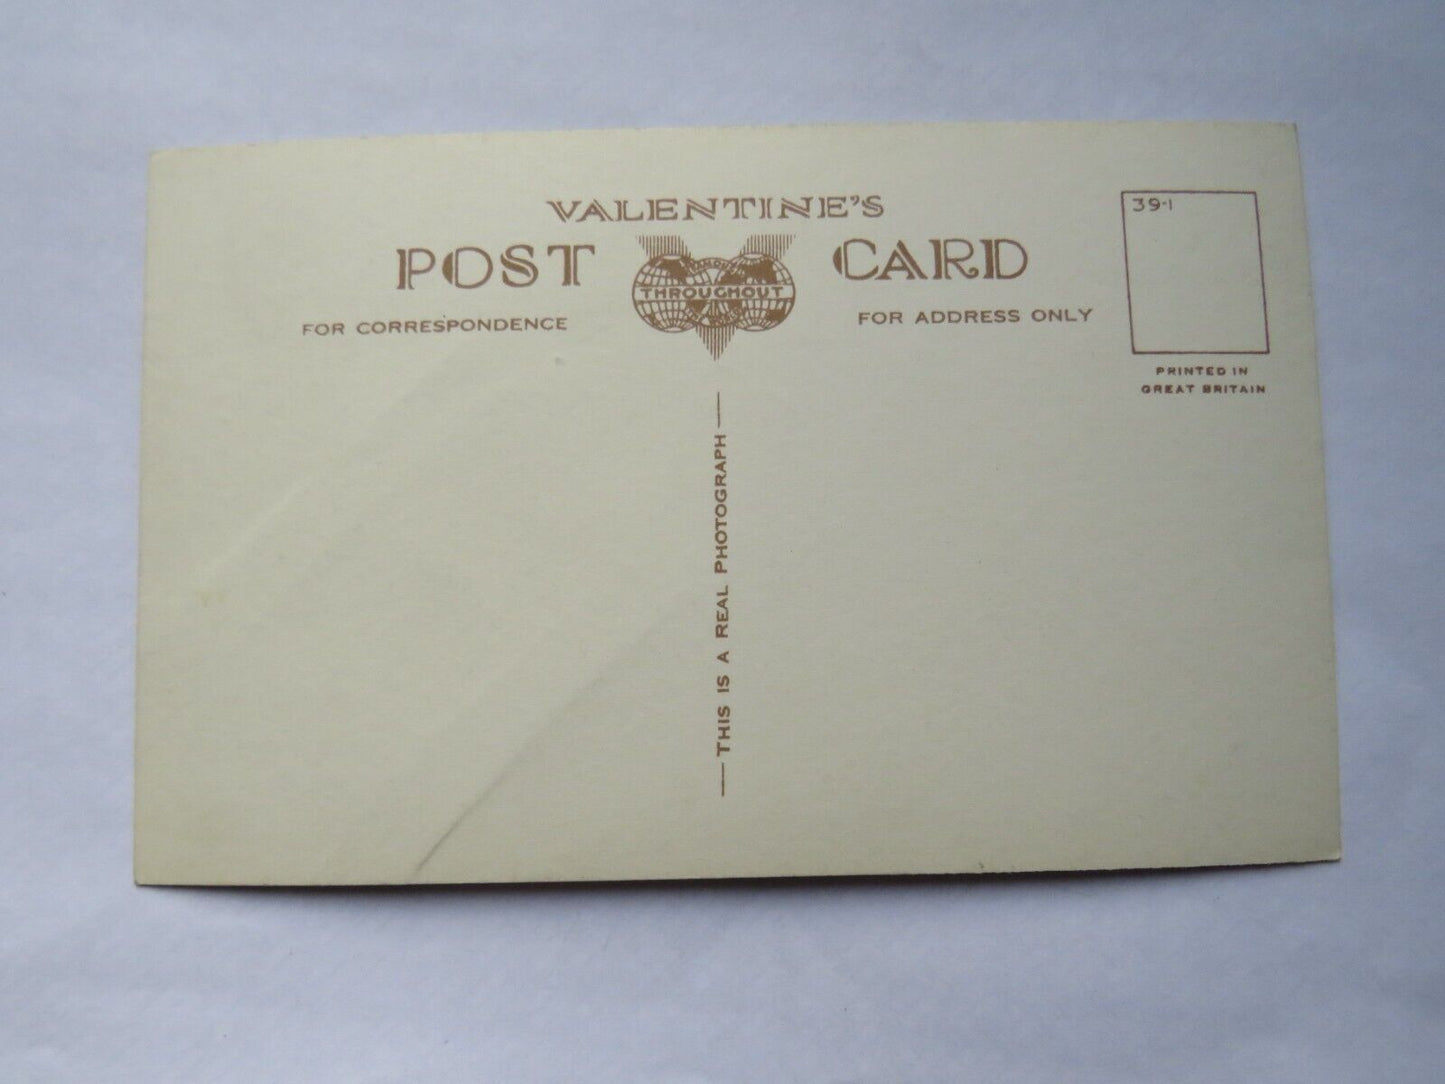 VALENTINE'S
POST CARD
THROUGHOUT
FOR CORRESPONDENCE
FOR ADDRESS ONLY
39-1
PRINTED IN
GREAT BRITAIN
THIS IS A REAL PHOTOGRAPH